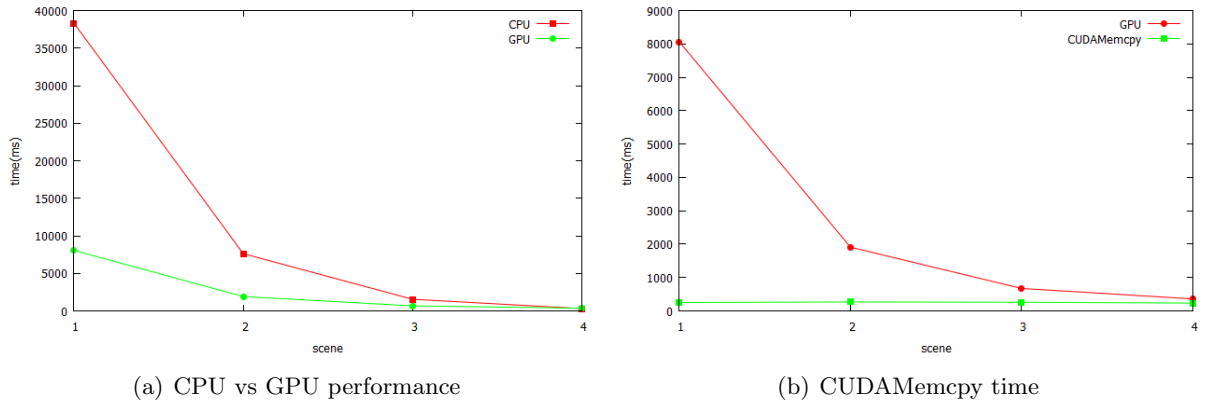 40000
35000
30000
25000
20000
15000
10000
5000
0
time(ms)
CPU
GPU
1 2 3 4
scene
(a) CPU vs GPU performance
9000
8000
7000
6000
5000
4000
3000
2000
1000
0
time(ms)
GPU
CUDAMemcpy
1 2 3 4
scene
(b) CUDAMemcpy time